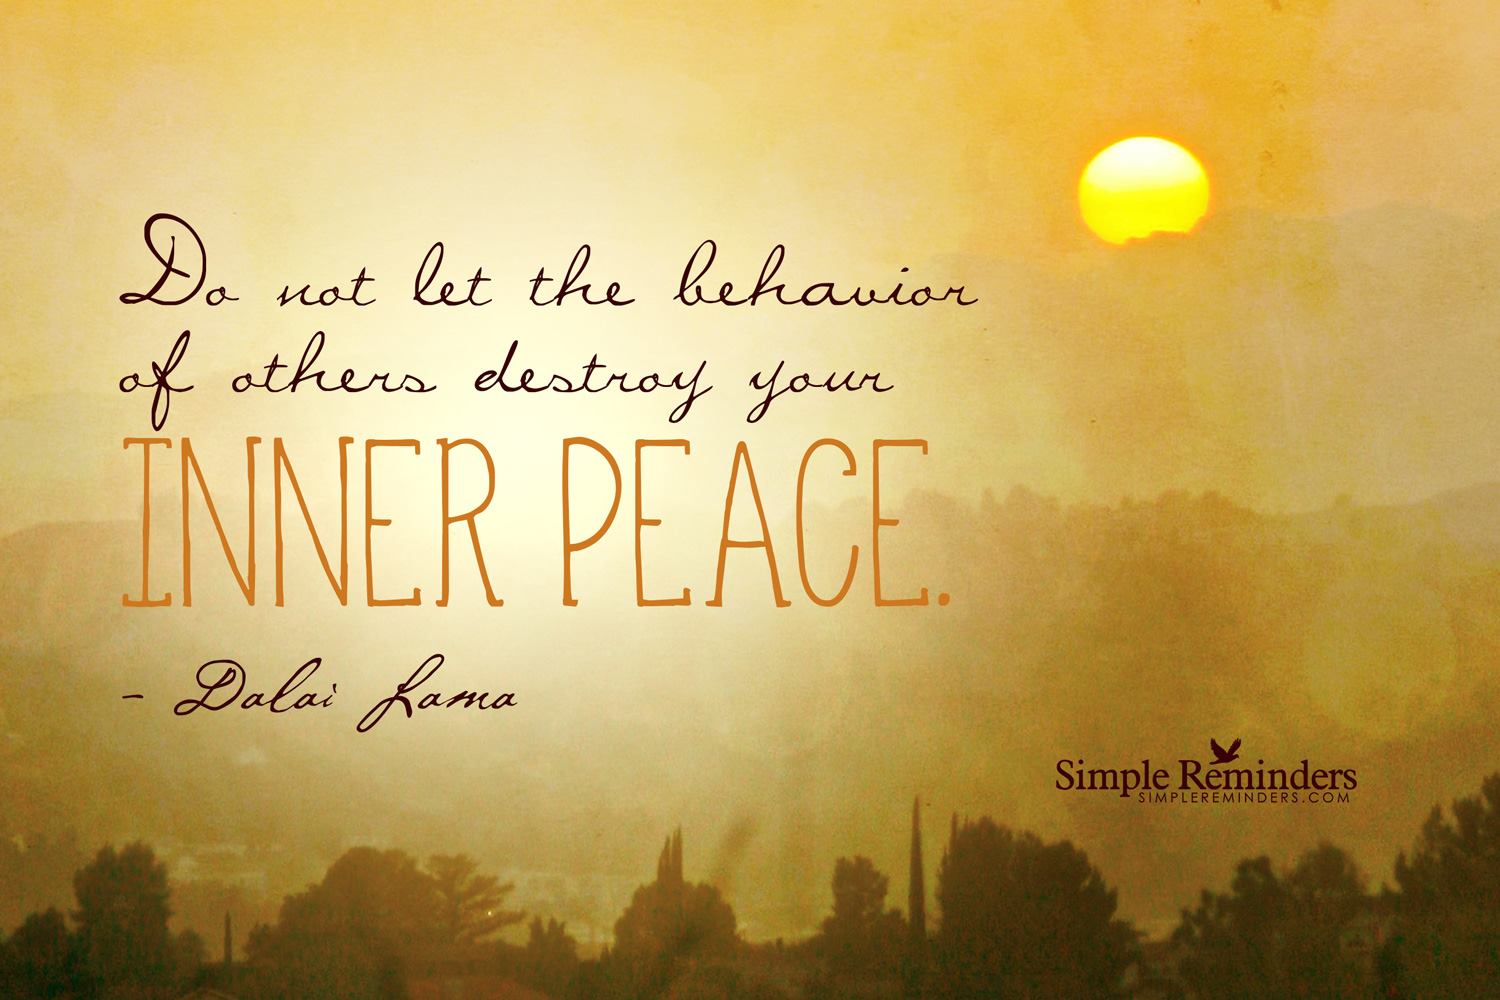 Do not let the behavior
of others destroy your
INNER PEACE.
- Dalai Lama
Simple Reminders
SIMPLEREMINDERS.COM